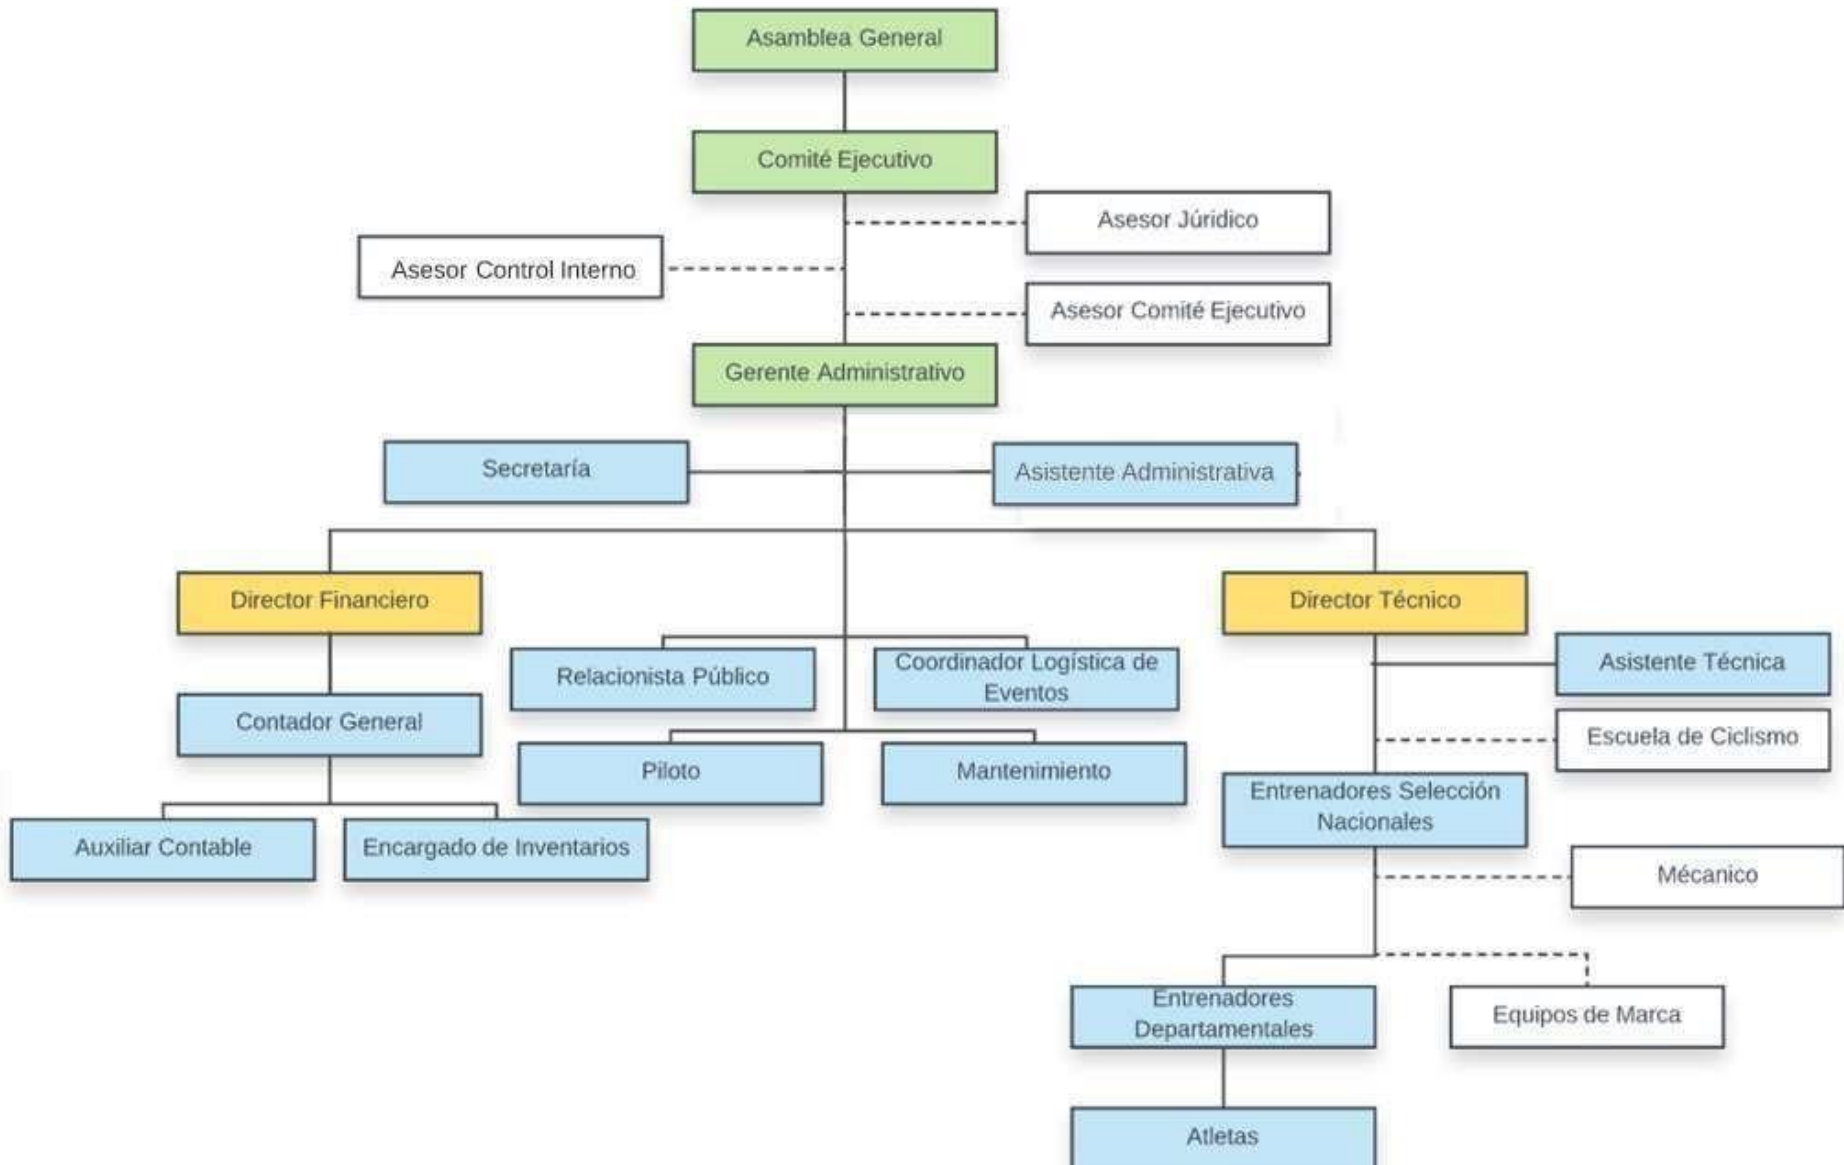 Asamblea General
Comité Ejecutivo
Asesor Júridico
Asesor Control Interno
Asesor Comité Ejecutivo
Gerente Administrativo
Secretaría
Asistente Administrativa
Director Financiero
Director Técnico
Relacionista Público
Coordinador Logística de
Eventos
Asistente Técnica
Contador General
Escuela de Ciclismo
Piloto
Mantenimiento
Entrenadores Selección
Nacionales
Auxiliar Contable
Encargado de Inventarios
Mécanico
Entrenadores
Departamentales
Equipos de Marca
Atletas